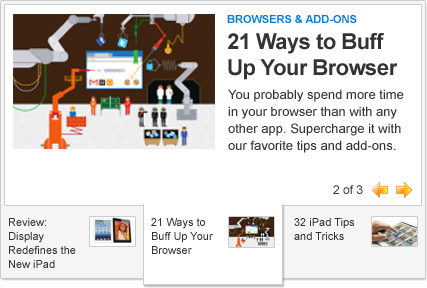 BROWSERS & ADD-ONS
21 Ways to Buff
Up Your Browser
You probably spend more time
in your browser than with any
other app. Supercharge it with
our favorite tips and add-ons.
2 of 3
Review:
Display
Redefines the
New iPad
21 Ways to
Buff Up Your
Browser
32 iPad Tips
and Tricks